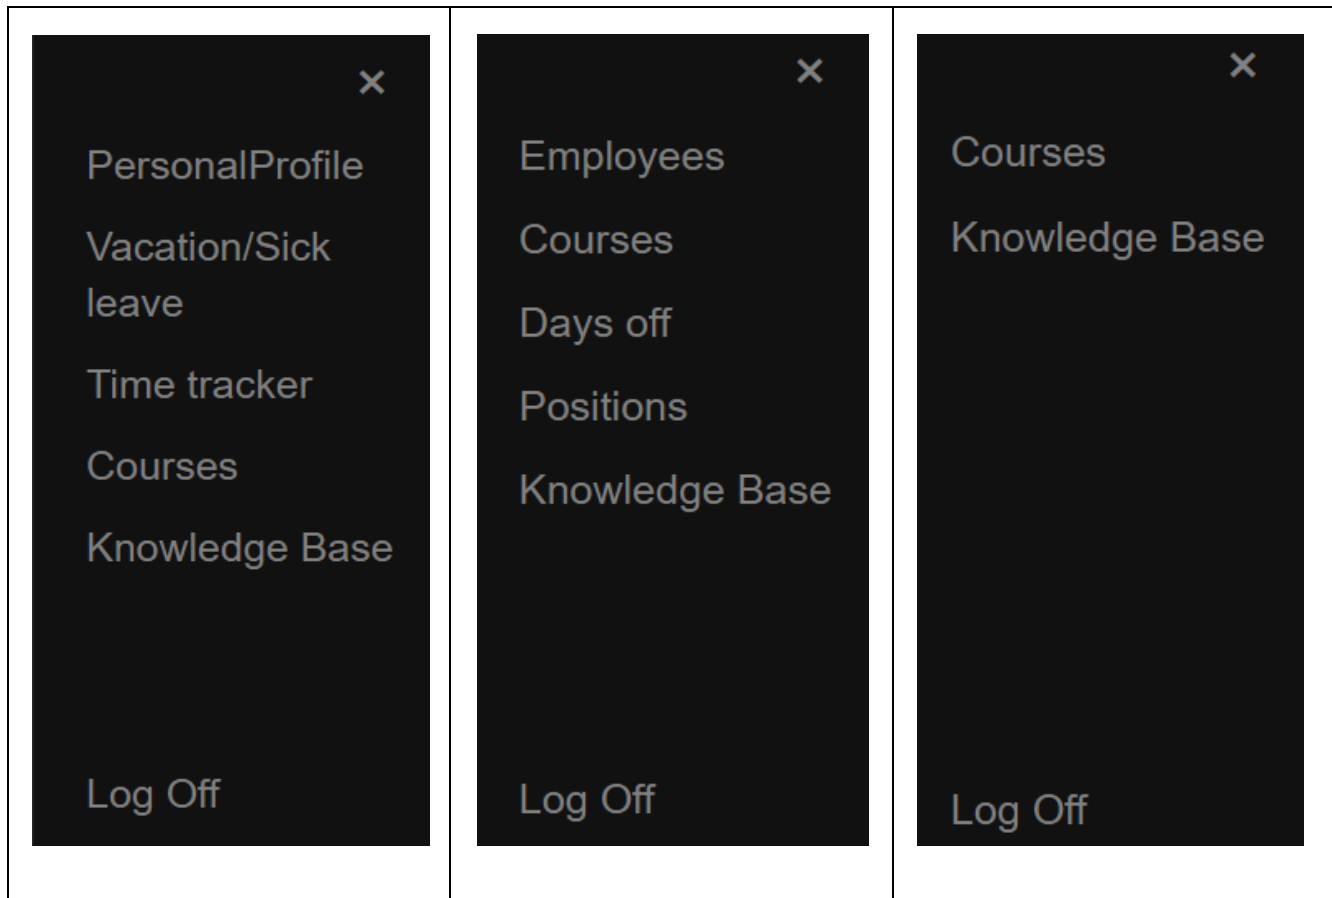 ×
PersonalProfile
Vacation/Sick
leave
Time tracker
Courses
Knowledge Base
Log Off
×
Employees
Courses
Days off
Positions
Knowledge Base
Log Off
×
Courses
Knowledge Base
Log Off